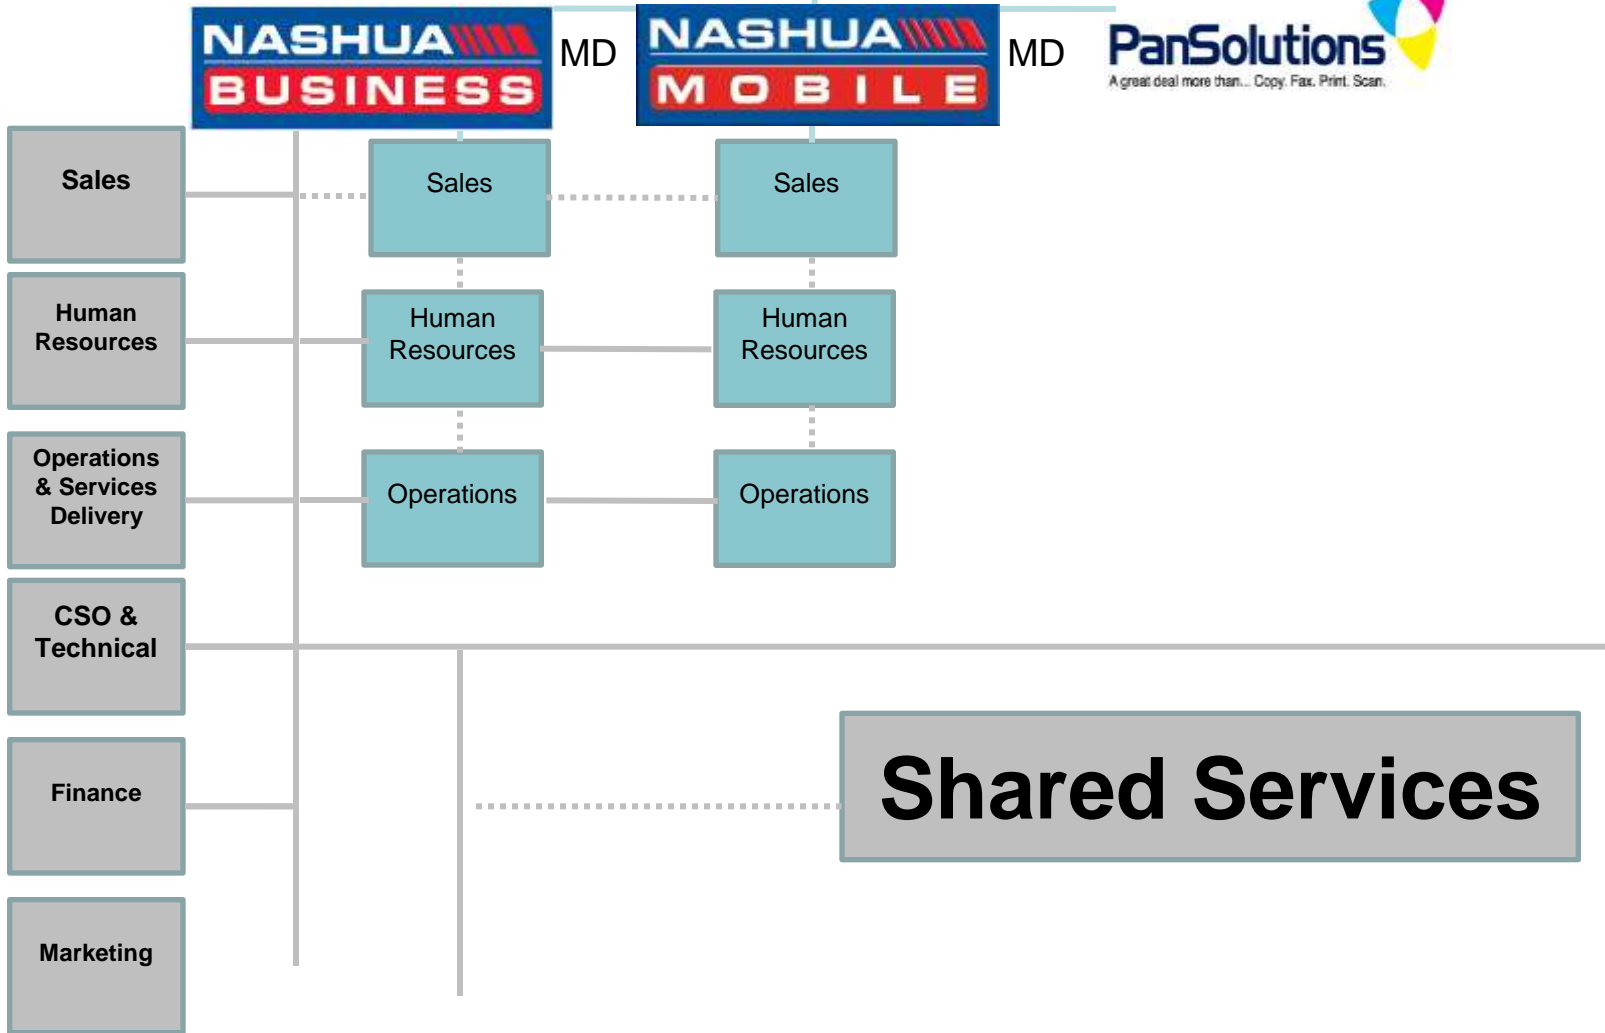 NASHUA
BUSINESS
MD
NASHUA
MOBILE
MD
PanSolutions
A great deal more than... Copy. Fax. Print. Scan.
Sales
Sales
Sales
Human
Resources
Human
Resources
Human
Resources
Operations
& Services
Delivery
Operations
Operations
CSO &
Technical
Shared Services
Finance
Marketing